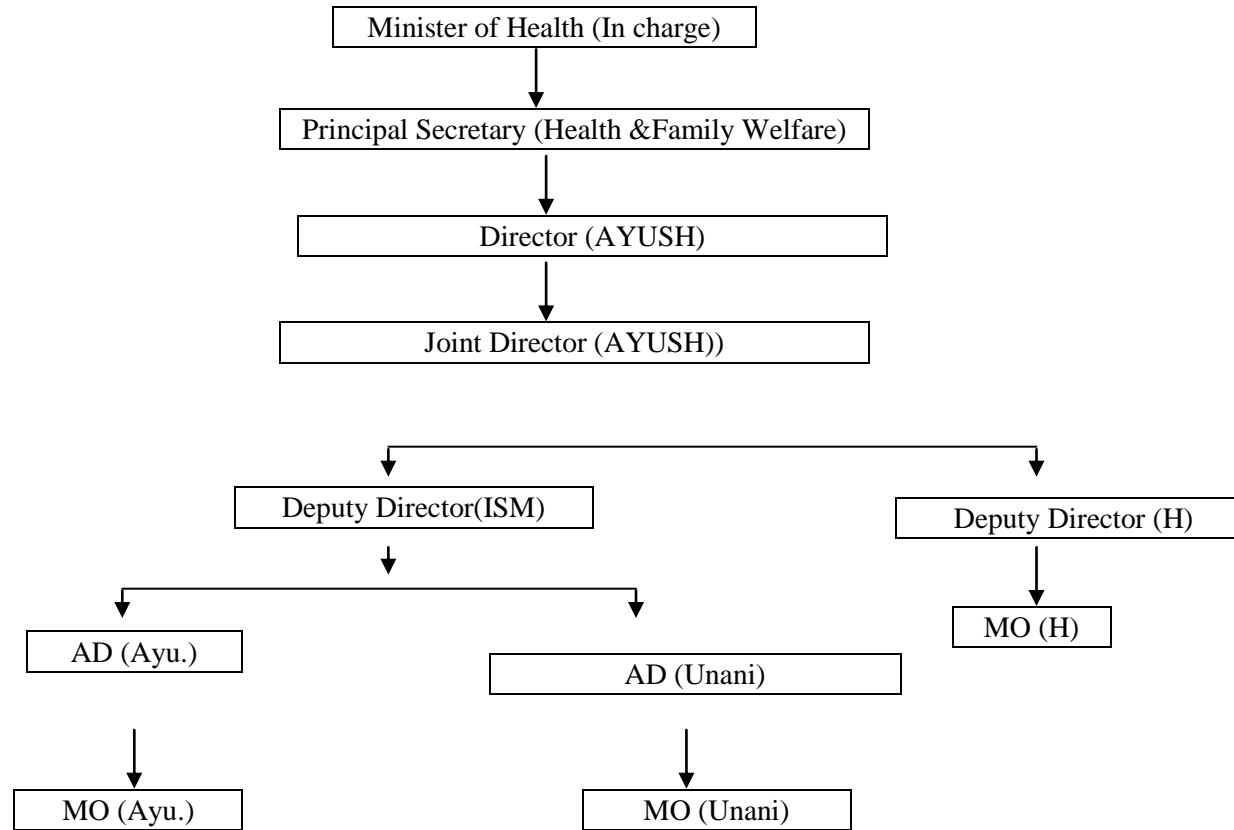 Minister of Health (In charge)
Principal Secretary (Health &Family Welfare)
Director (AYUSH)
Joint Director (AYUSH))
Deputy Director(ISM)
Deputy Director (H)
MO (H)
AD (Ayu.)
AD (Unani)
MO (Ayu.)
MO (Unani)